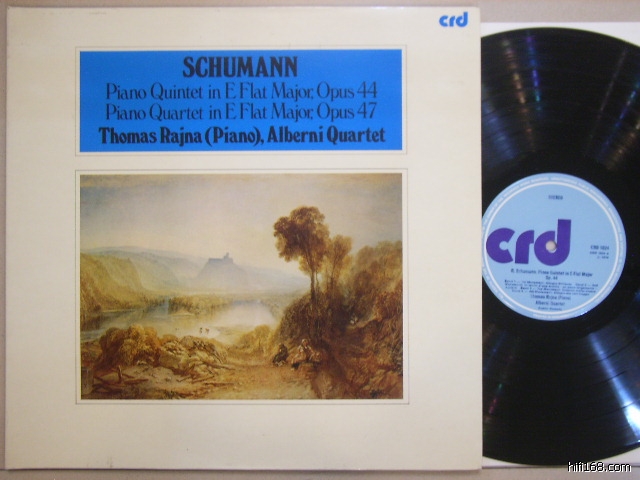 crd
SCHUMANN
Piano Quintet in E Flat Major, Opus 44
Piano Quartet in E Flat Major, Opus 47
Thomas Rajna (Piano), Alberni Quartet
STEREO
crd
R. Schumann: Piano Quintet in E Flat Major
Op. 44
Thomas Rajna (Piano)
Alberni Quartet
hifi168.com